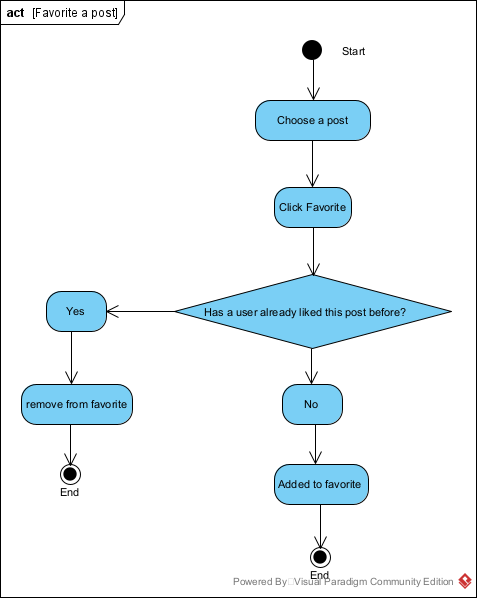 act [Favorite a post]
Start
Choose a post
Click Favorite
Has a user already liked this post before?
Yes
No
remove from favorite
Added to favorite
End
End
Powered By Visual Paradigm Community Edition